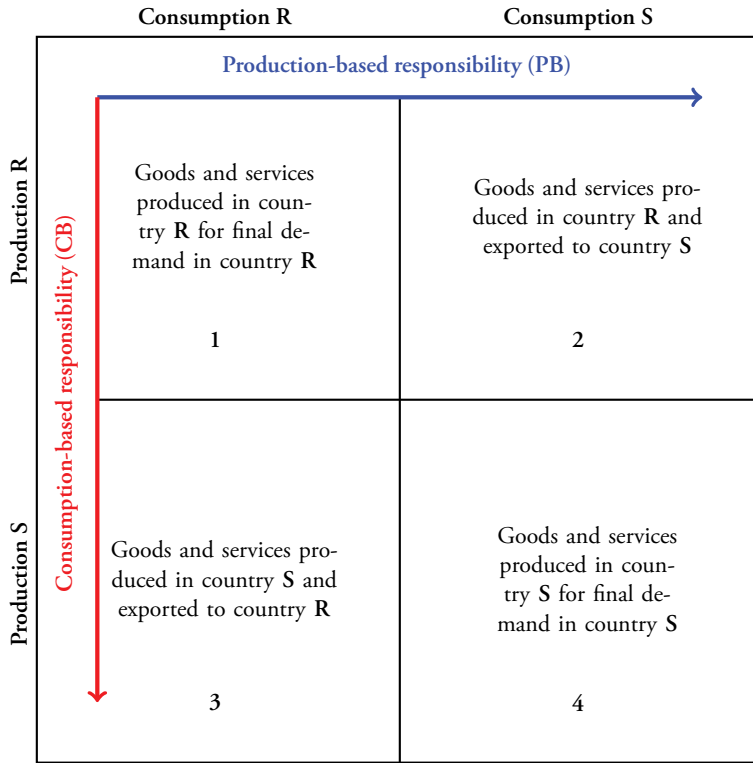 Consumption R
Consumption S
Production-based responsibility (PB)
Production R
Consumption-based responsibility (CB)
Goods and services
produced in coun-
try R for final de-
mand in country R
1
Goods and services pro-
duced in country R and
exported to country S
2
Production S
Goods and services pro-
duced in country S and
exported to country R
3
Goods and services
produced in coun-
try S for final de-
mand in country S
4